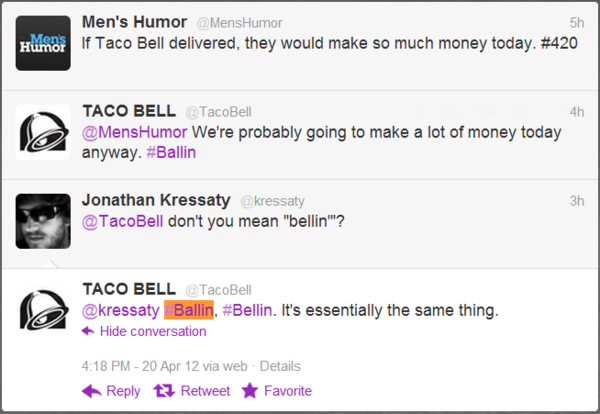 Men's Humor @MensHumor 5h
Men's
Humor
If Taco Bell delivered, they would make so much money today. #420
TACO BELL @TacoBell 4h
@MensHumor We're probably going to make a lot of money today
anyway. #Ballin
Jonathan Kressaty @kressaty 3h
@TacoBell don't you mean "bellin'"?
TACO BELL @TacoBell
@kressaty #Ballin, #Bellin. It's essentially the same thing.
Hide conversation
4:18 PM - 20 Apr 12 via web · Details
Reply Retweet Favorite